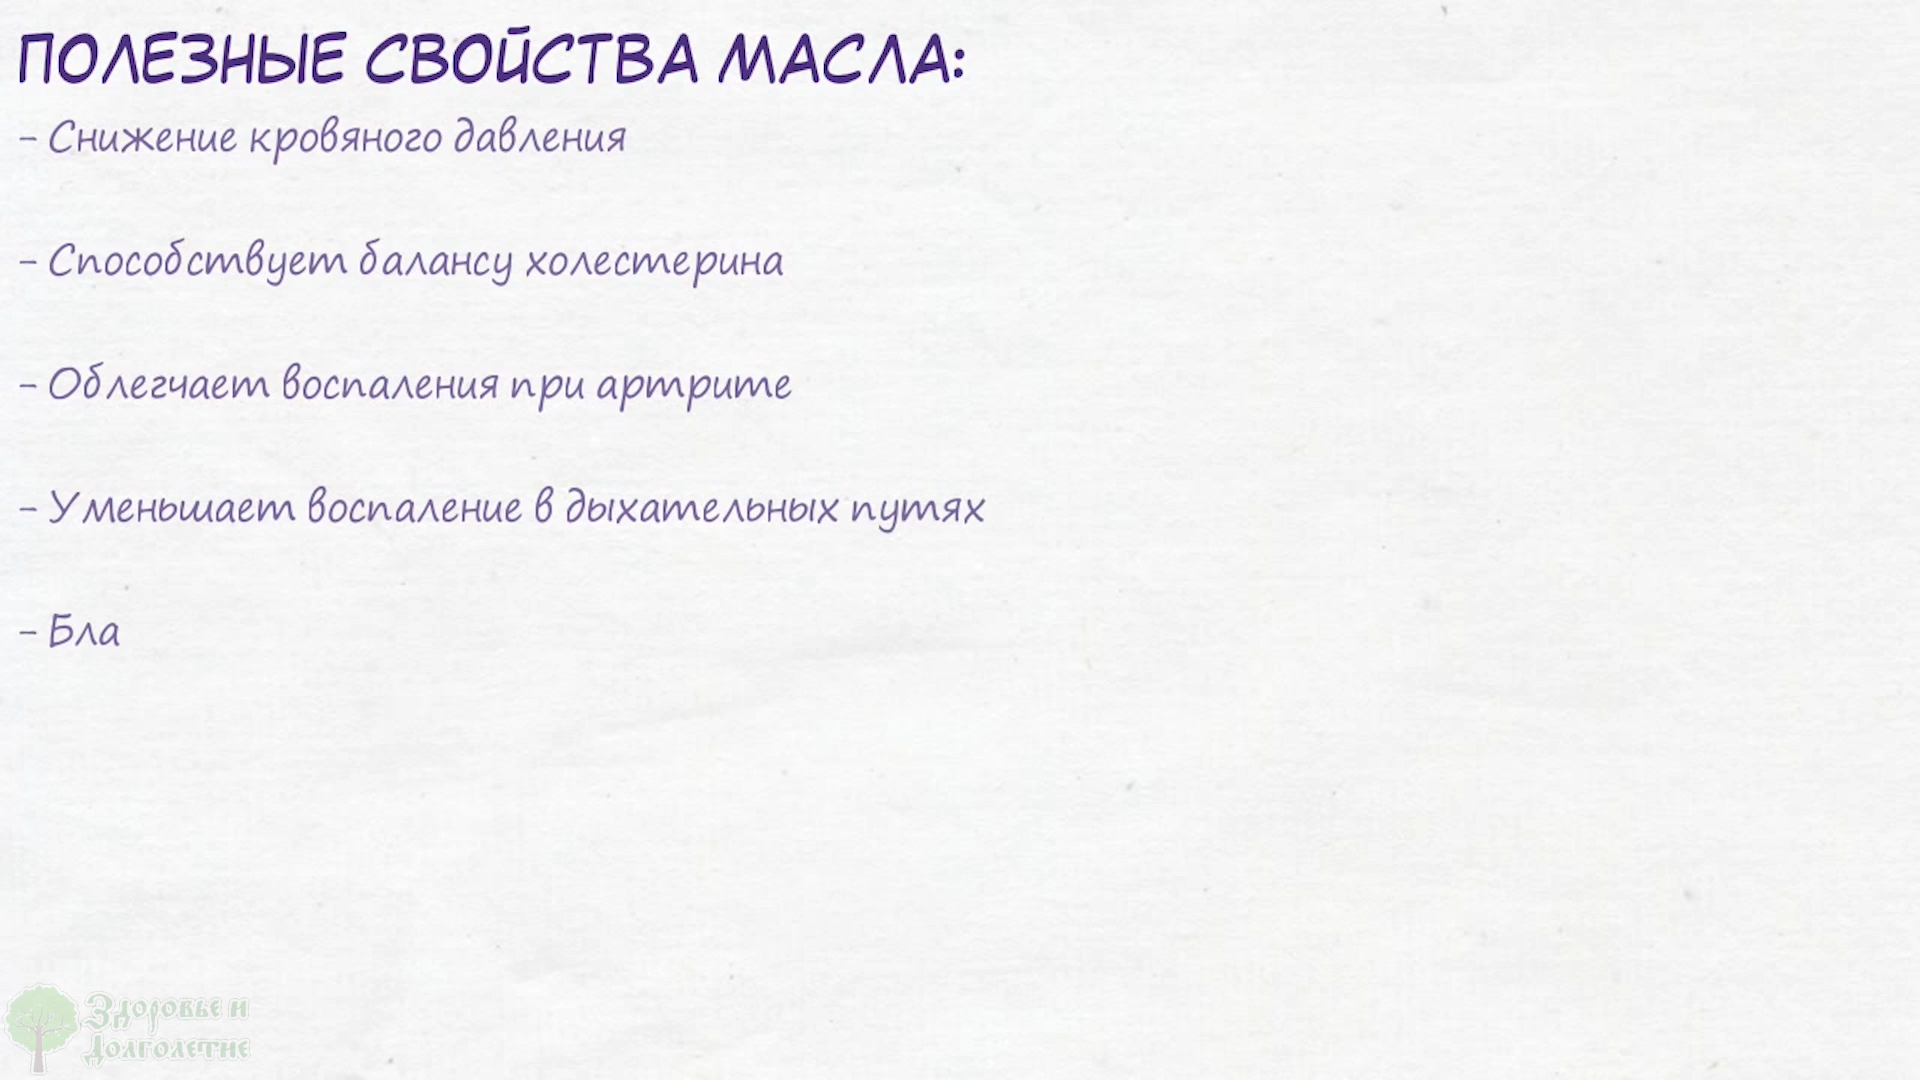 ПОЛЕЗНЫЕ СВОЙСТВА МАСЛА:
- Снижение кровяного давления
- Способствует балансу холестерина
- Облегчает воспаления при артрите
- Уменьшает воспаление в дыхательных путях
- Бла
Здоровье и
Долголетие